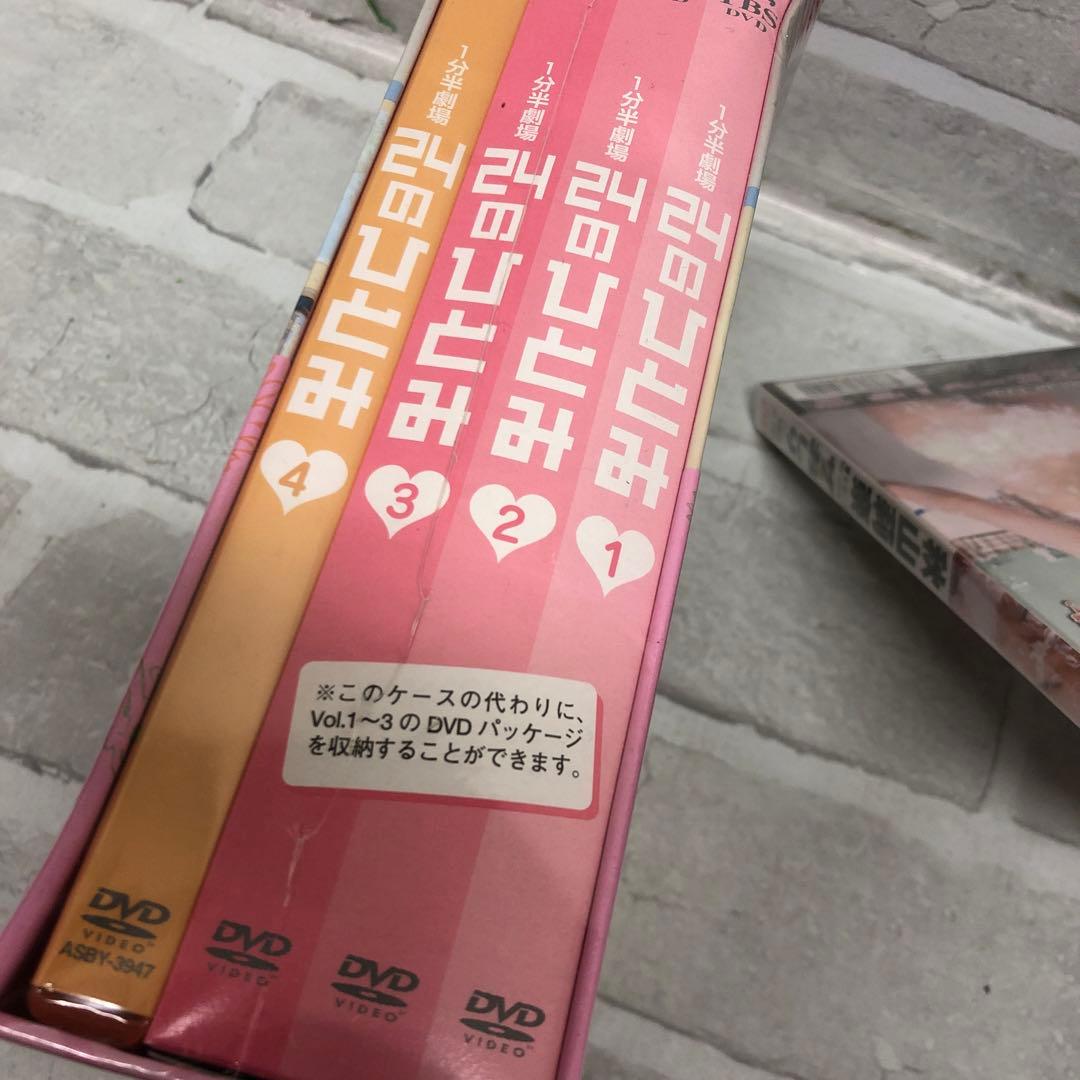 1分半劇場
24のひとみ
4
DVD
VIDEO
ASBY-3947
1分半劇場
24のひとみ
3
DVD
VIDEO
1分半劇場
24のひとみ
2
DVD
VIDEO
TBS
DVD
1分半劇場
24のひとみ
1
DVD
VIDEO
※このケースの代わりに、
Vol.1〜3のDVDパッケージ
を収納することができます。